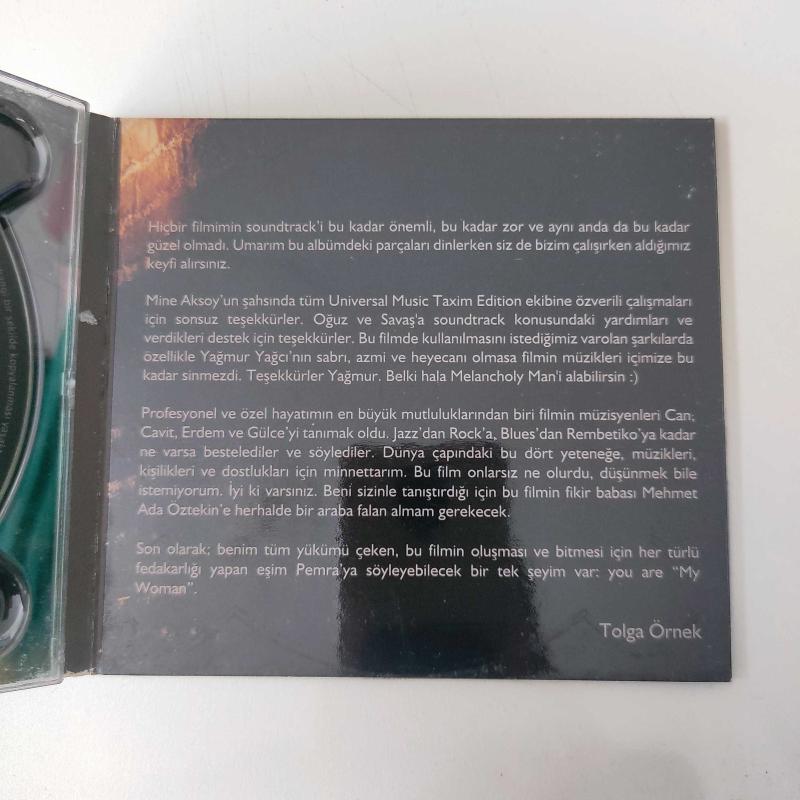 Hiçbir filmimin soundtrack'i bu kadar önemli, bu kadar zor ve aynı anda da bu kadar
güzel olmadı. Umarım bu albümdeki parçaları dinlerken siz de bizim çalışırken aldığımız
keyfi alırsınız.
Mine Aksoy'un şahsında tüm Universal Music Taxim Edition ekibine özverili çalışmaları
için sonsuz teşekkürler. Oğuz ve Savaş'a soundtrack konusundaki yardımları ve
verdikleri destek için teşekkürler. Bu filmde kullanılmasını istediğimiz varolan şarkılarda
özellikle Yağmur Yağcı'nın sabrı, azmi ve heyecanı olmasa filmin müzikleri içimize bu
kadar sinmezdi. Teşekkürler Yağmur. Belki hala Melancholy Man'i alabilirsin :)
Profesyonel ve özel hayatımın en büyük mutluluklarından biri filmin müzisyenleri Can,
Cavit, Erdem ve Gülce'yi tanımak oldu. Jazz'dan Rock'a, Blues'dan Rembetiko'ya kadar
ne varsa bestelediler ve söylediler. Dünya çapındaki bu dört yeteneğe, müzikleri,
kişilikleri ve dostlukları için minnettarım. Bu film onlarsız ne olurdu, düşünmek bile
istemiyorum. İyi ki varsınız. Beni sizinle tanıştırdığı için bu filmin fikir babası Mehmet
Ada Öztekin'e herhalde bir araba falan almam gerekecek.
Son olarak; benim tüm yükümü çeken, bu filmin oluşması ve bitmesi için her türlü
fedakarlığı yapan eşim Pemra'ya söyleyebilecek bir tek şeyim var: you are "My
Woman".
Tolga Örnek
bir şekilde kopyalanması